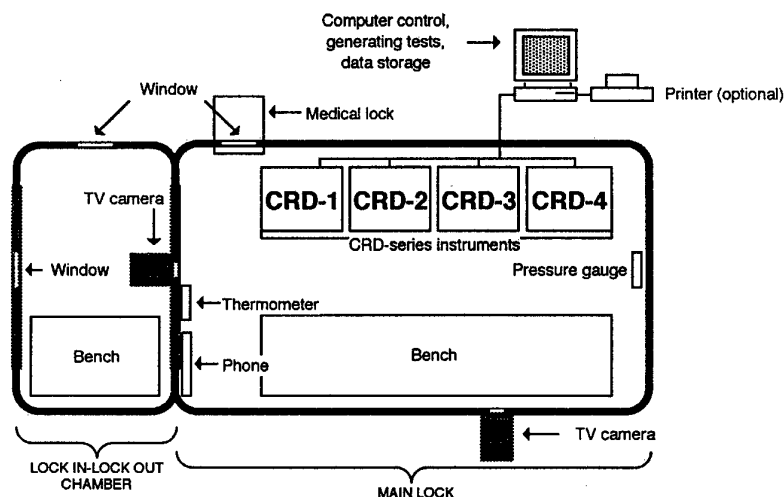 Computer control,
generating tests,
data storage
Window
Medical lock
Printer (optional)
TV camera
CRD-1 CRD-2 CRD-3 CRD-4
CRD-series instruments
Window
Pressure gauge
Thermometer
Bench
Bench
Phone
TV camera
LOCK IN-LOCK OUT
CHAMBER
MAIN LOCK